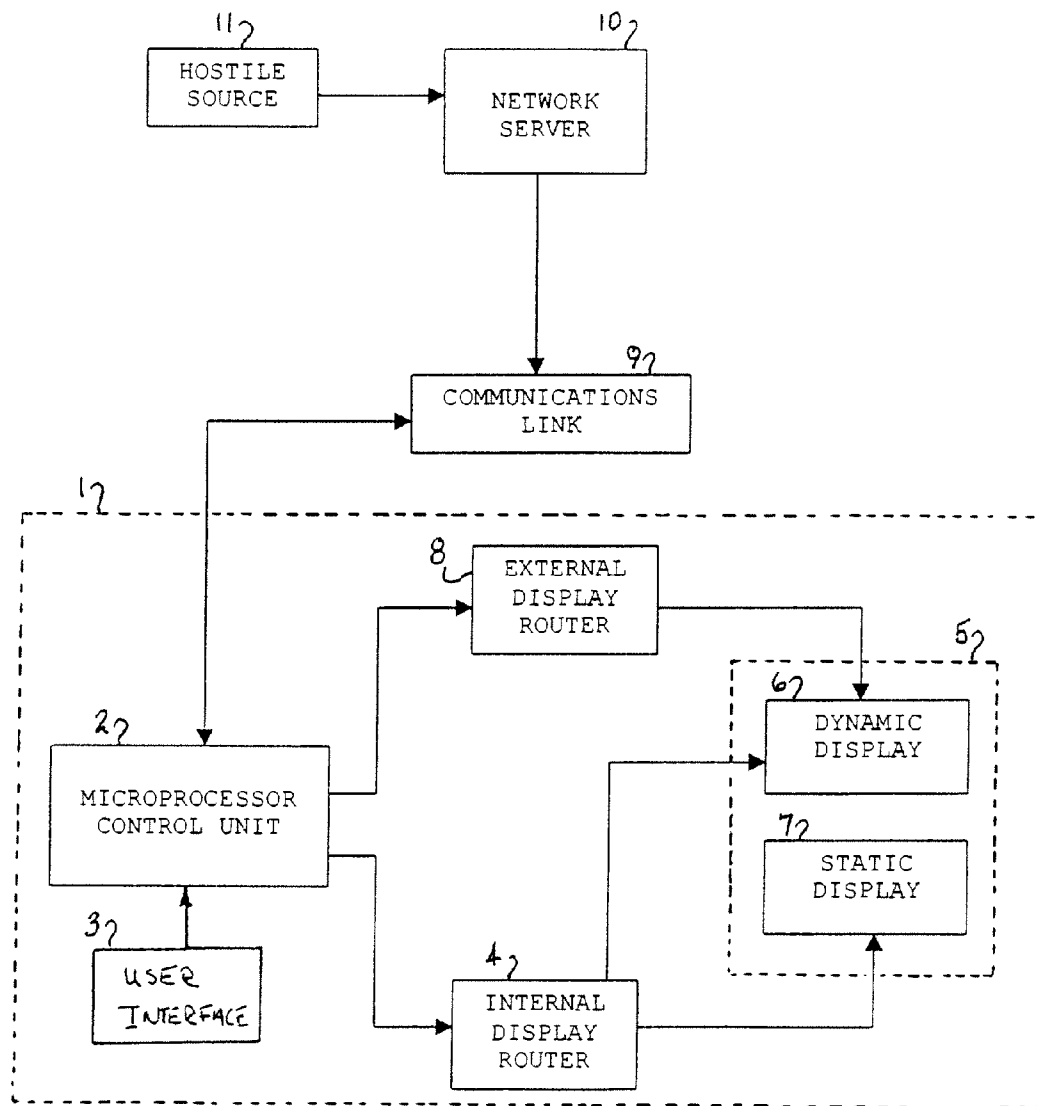 11
10
HOSTILE
SOURCE
NETWORK
SERVER
9
COMMUNICATIONS
LINK
1
8
EXTERNAL
DISPLAY
ROUTER
5
6
DYNAMIC
DISPLAY
2
MICROPROCESSOR
CONTROL UNIT
7
STATIC
DISPLAY
3
USER
INTERFACE
4
INTERNAL
DISPLAY
ROUTER